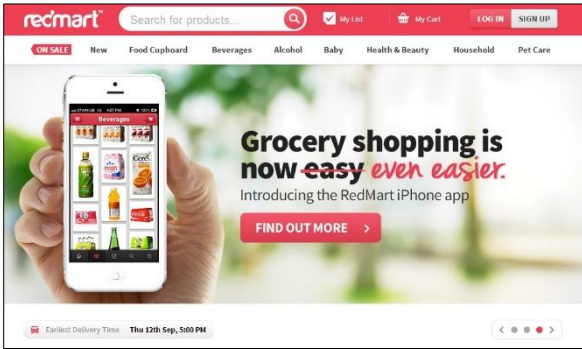 redmart
Search for products...
My List
My Cart
LOG IN
SIGN UP
ON SALE
New
Food Cupboard
Beverages
Alcohol
Baby
Health & Beauty
Household
Pet Care
Beverages
Grocery shopping is
now easy even easier.
Introducing the RedMart iPhone app
FIND OUT MORE >
Earliest Delivery Time Thu 12th Sep, 5:00 PM